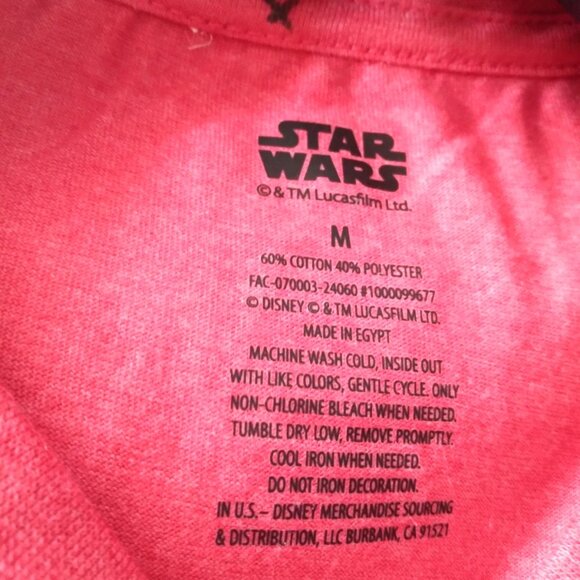 STAR
WARS
© & TM Lucasfilm Ltd.
M
60% COTTON 40% POLYESTER
FAC-070003-24060 #1000099677
© DISNEY © & TM LUCASFILM LTD.
MADE IN EGYPT
MACHINE WASH COLD, INSIDE OUT
WITH LIKE COLORS, GENTLE CYCLE. ONLY
NON-CHLORINE BLEACH WHEN NEEDED.
TUMBLE DRY LOW, REMOVE PROMPTLY.
COOL IRON WHEN NEEDED.
DO NOT IRON DECORATION.
IN U.S.– DISNEY MERCHANDISE SOURCING
& DISTRIBUTION, LLC BURBANK, CA 91521